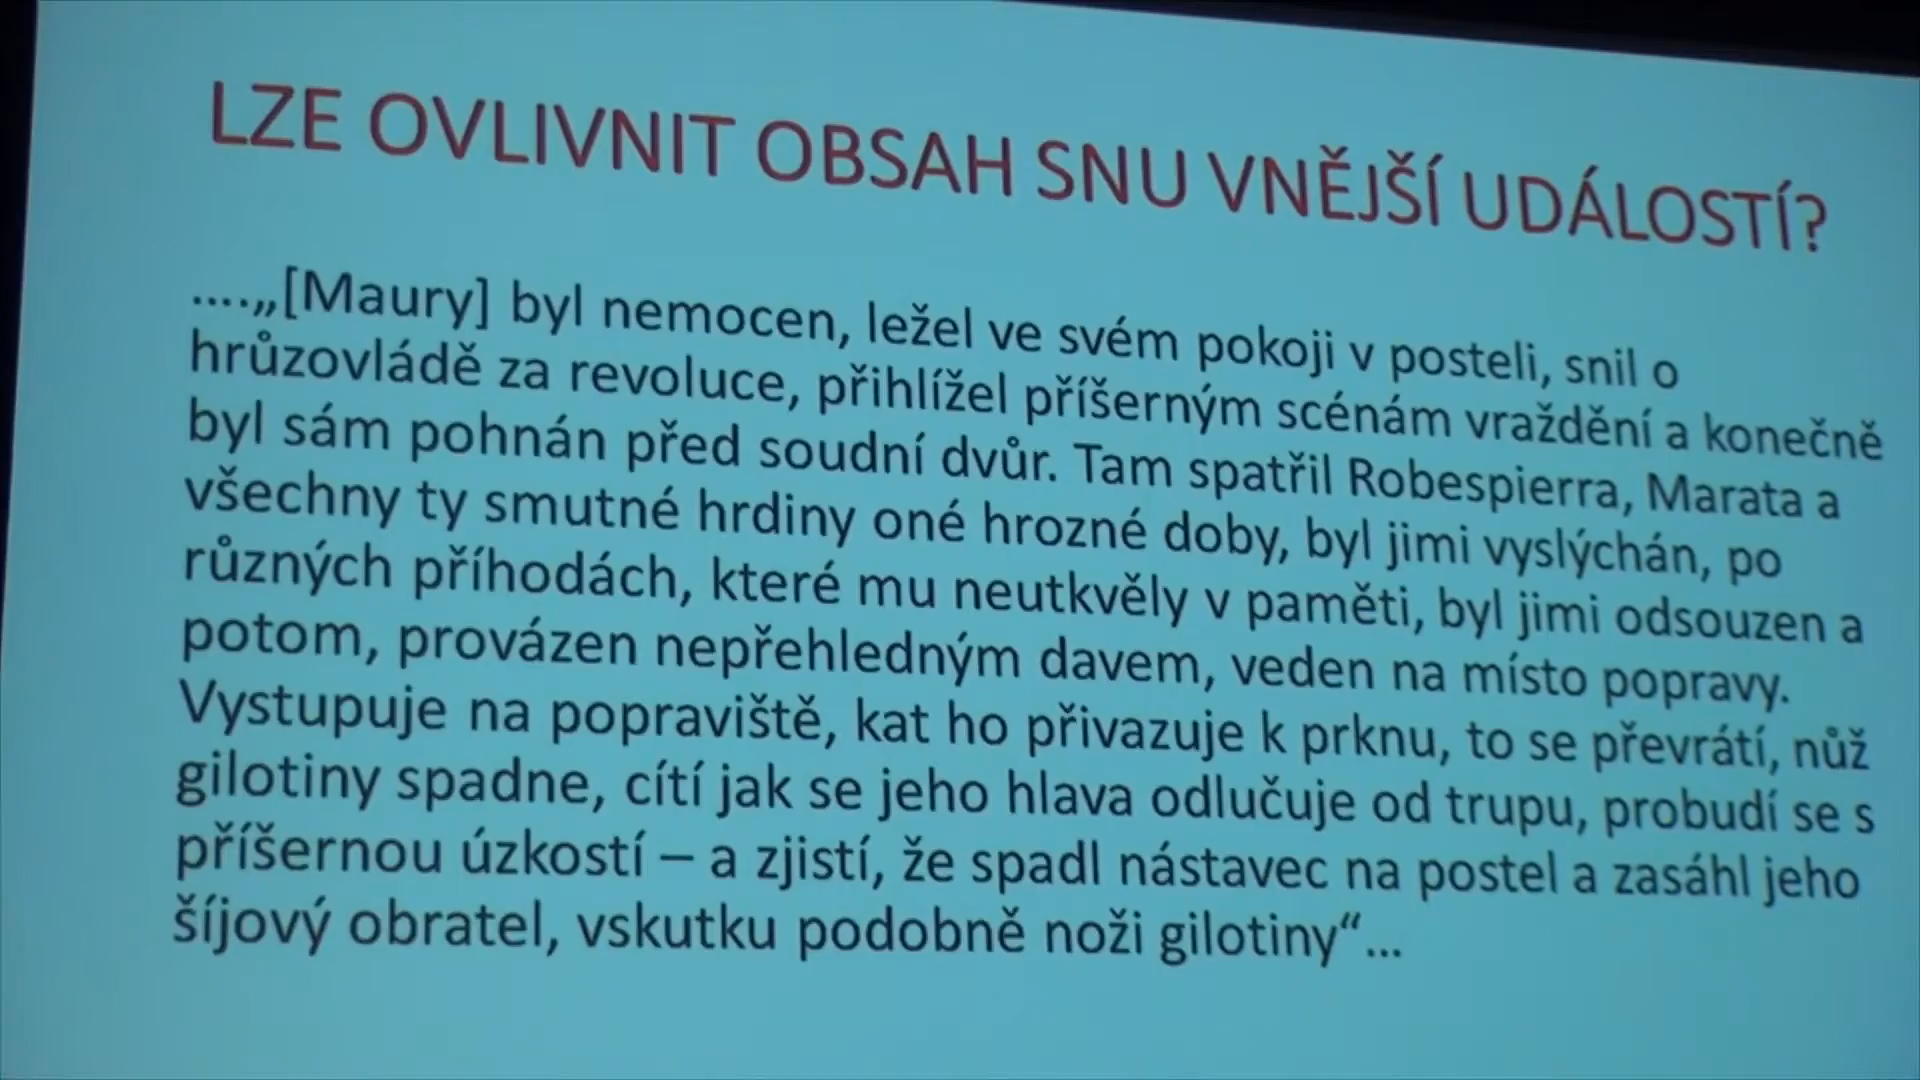 LZE OVLIVNIT OBSAH SNU VNĚJŠÍ UDÁLOSTÍ?
....„[Maury] byl nemocen, ležel ve svém pokoji v posteli, snil o
hrůzovládě za revoluce, přihlížel příšerným scénám vraždění a konečně
byl sám pohnán před soudní dvůr. Tam spatřil Robespierra, Marata a
všechny ty smutné hrdiny oné hrozné doby, byl jimi vyslýchán, po
různých příhodách, které mu neutkvěly v paměti, byl jimi odsouzen a
potom, provázen nepřehledným davem, veden na místo popravy.
Vystupuje na popraviště, kat ho přivazuje k prknu, to se převrátí, nůž
gilotiny spadne, cítí jak se jeho hlava odlučuje od trupu, probudí se s
příšernou úzkostí – a zjistí, že spadl nástavec na postel a zasáhl jeho
šíjový obratel, vskutku podobně noži gilotiny“...